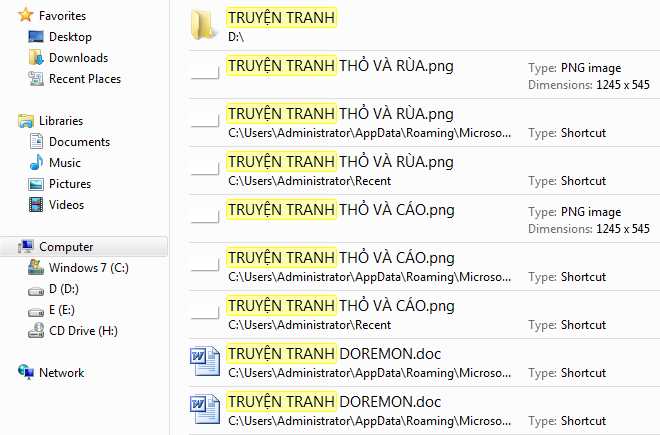 Favorites
Desktop
Downloads
Recent Places
Libraries
Documents
Music
Pictures
Videos
Computer
Windows 7 (C:)
D (D:)
E (E:)
CD Drive (H:)
Network
TRUYỆN TRANH
D:\
TRUYỆN TRANH THỎ VÀ RÙA.png
Type: PNG image
Dimensions: 1245 x 545
TRUYỆN TRANH THỎ VÀ RÙA.png
C:\Users\Administrator\AppData\Roaming\Microso... Type: Shortcut
TRUYỆN TRANH THỎ VÀ RÙA.png
C:\Users\Administrator\Recent Type: Shortcut
TRUYỆN TRANH THỎ VÀ CÁO.png
Type: PNG image
Dimensions: 1245 x 545
TRUYỆN TRANH THỎ VÀ CÁO.png
C:\Users\Administrator\AppData\Roaming\Microso... Type: Shortcut
TRUYỆN TRANH THỎ VÀ CÁO.png
C:\Users\Administrator\Recent Type: Shortcut
TRUYỆN TRANH DOREMON.doc
C:\Users\Administrator\AppData\Roaming\Microso... Type: Shortcut
TRUYỆN TRANH DOREMON.doc
C:\Users\Administrator\AppData\Roaming\Microso... Type: Shortcut